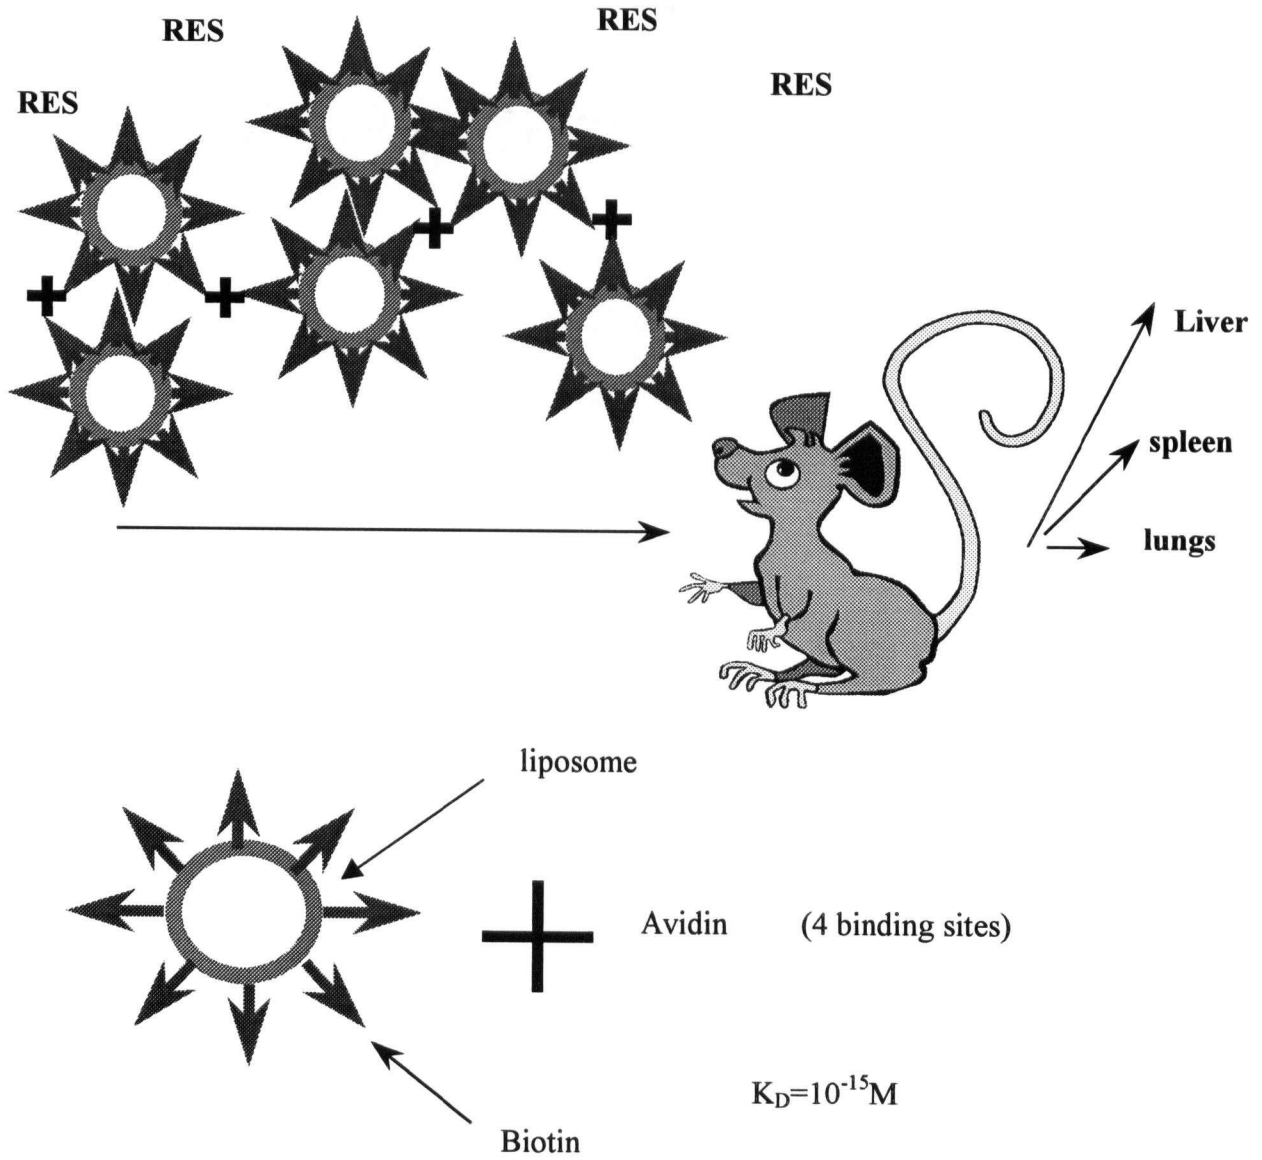 RES
RES
RES
RES
Liver
spleen
lungs
liposome
Avidin (4 binding sites)
K_D=10^-15M
Biotin